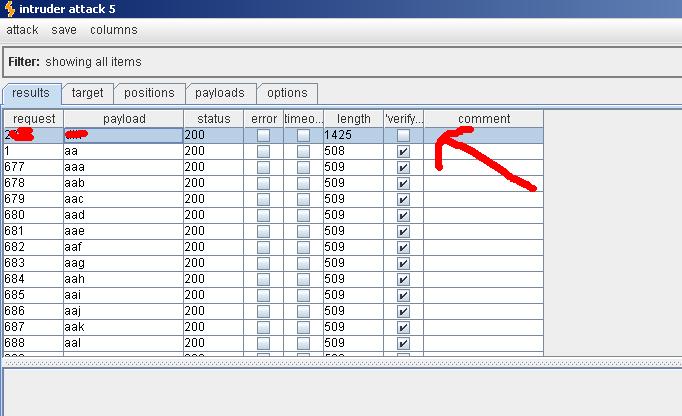 intruder attack 5
attack save columns
Filter: showing all items
results target positions payloads options
request payload status error timeo... length 'verify... comment
200 1425
1 aa 200 508
677 aaa 200 509
678 aab 200 509
679 aac 200 509
680 aad 200 509
681 aae 200 509
682 aaf 200 509
683 aag 200 509
684 aah 200 509
685 aai 200 509
686 aaj 200 509
687 aak 200 509
688 aal 200 509